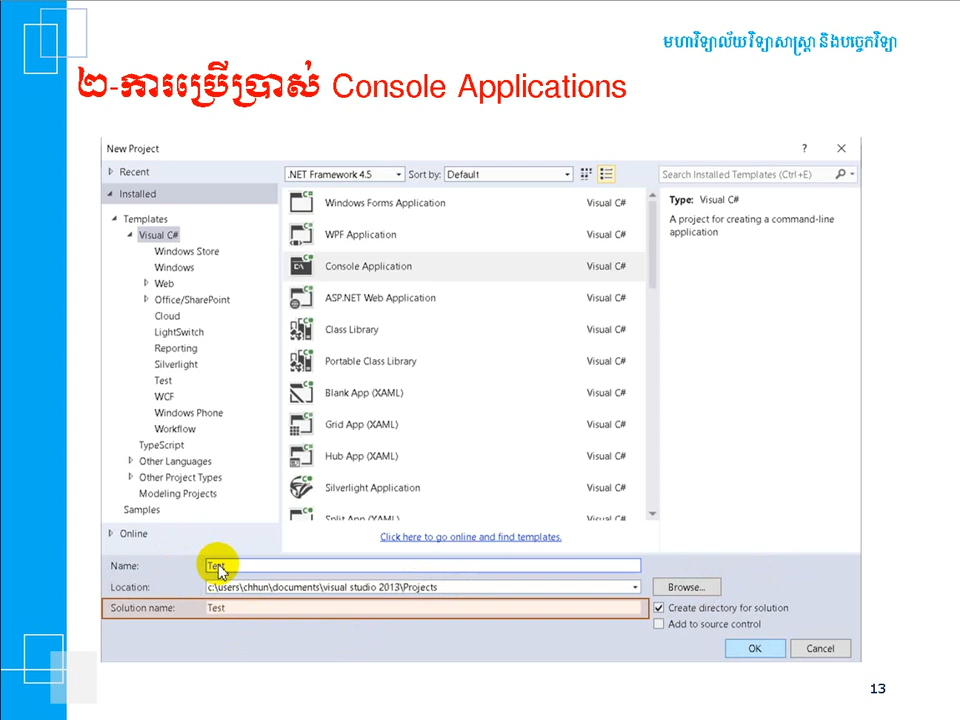 មហាវិទ្យាល័យ វិទ្យាសាស្ត្រា និងបច្ចេកវិទ្យា
២-ការប្រើប្រាស់ Console Applications
New Project
? 
Recent
.NET Framework 4.5 Sort by: Default
Search Installed Templates (Ctrl+E)
Installed
Templates
Visual C#
Windows Store
Windows
Web
Office/SharePoint
Cloud
LightSwitch
Reporting
Silverlight
Test
WCF
Windows Phone
Workflow
TypeScript
Other Languages
Other Project Types
Modeling Projects
Samples
Online
Windows Forms Application Visual C#
WPF Application Visual C#
Console Application Visual C#
ASP.NET Web Application Visual C#
Class Library Visual C#
Portable Class Library Visual C#
Blank App (XAML) Visual C#
Grid App (XAML) Visual C#
Hub App (XAML) Visual C#
Silverlight Application Visual C#
Split App (XAML) Visual C#
Click here to go online and find templates.
Type: Visual C#
A project for creating a command-line
application
Name: Test
Location: c:\users\chhun\documents\visual studio 2013\Projects Browse...
Solution name: Test
Create directory for solution
Add to source control
OK Cancel
13